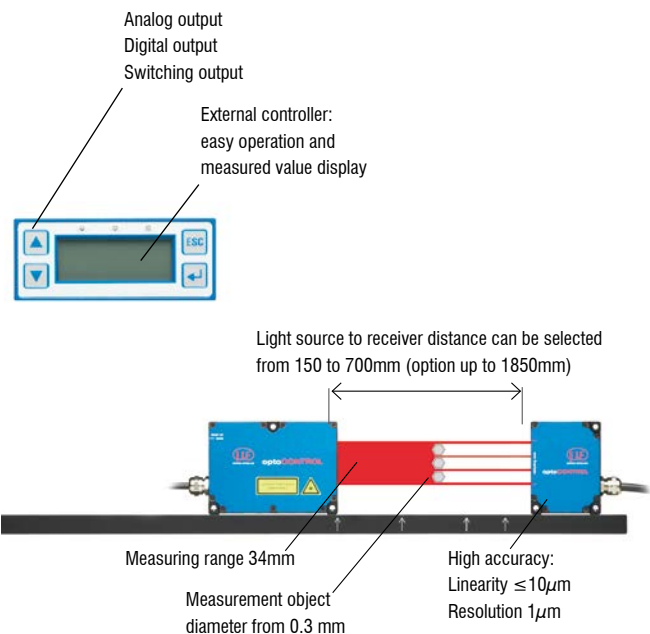 Analog output
Digital output
Switching output
External controller:
easy operation and
measured value display
ESC
Light source to receiver distance can be selected
from 150 to 700mm (option up to 1850mm)
optoCONTROL
optoCONTROL
Measuring range 34mm
High accuracy:
Linearity ≤10µm
Resolution 1µm
Measurement object
diameter from 0.3 mm